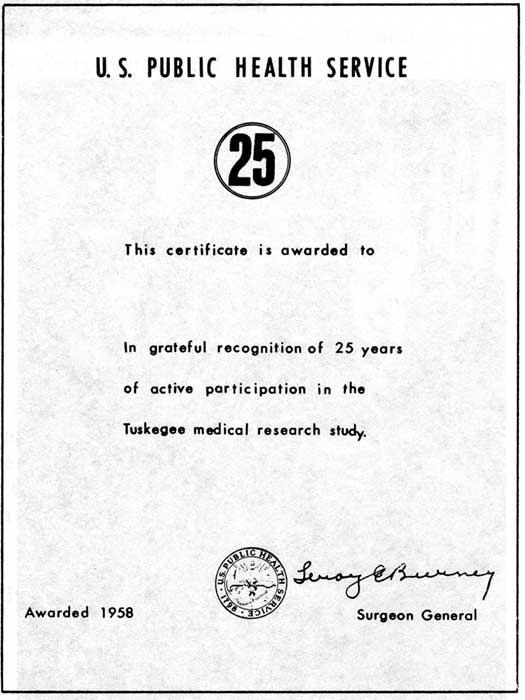 U. S. PUBLIC HEALTH SERVICE
25
This certificate is awarded to
In grateful recognition of 25 years
of active participation in the
Tuskegee medical research study.
U.S. PUBLIC HEALTH SERVICE · 1798 ·
Leroy E Burney
Awarded 1958
Surgeon General